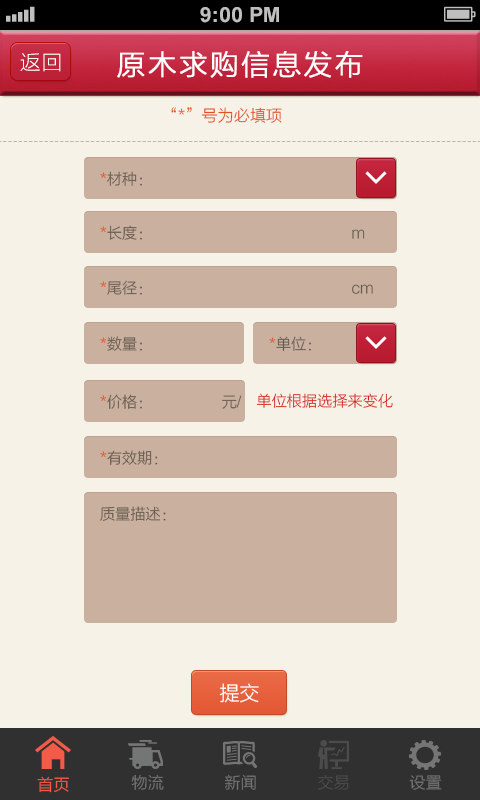 9:00 PM
返回
原木求购信息发布
“*”号为必填项
*材种：
*长度： m
*尾径： cm
*数量： *单位：
*价格： 元/ 单位根据选择来变化
*有效期：
质量描述：
提交
首页 物流 新闻 交易 设置